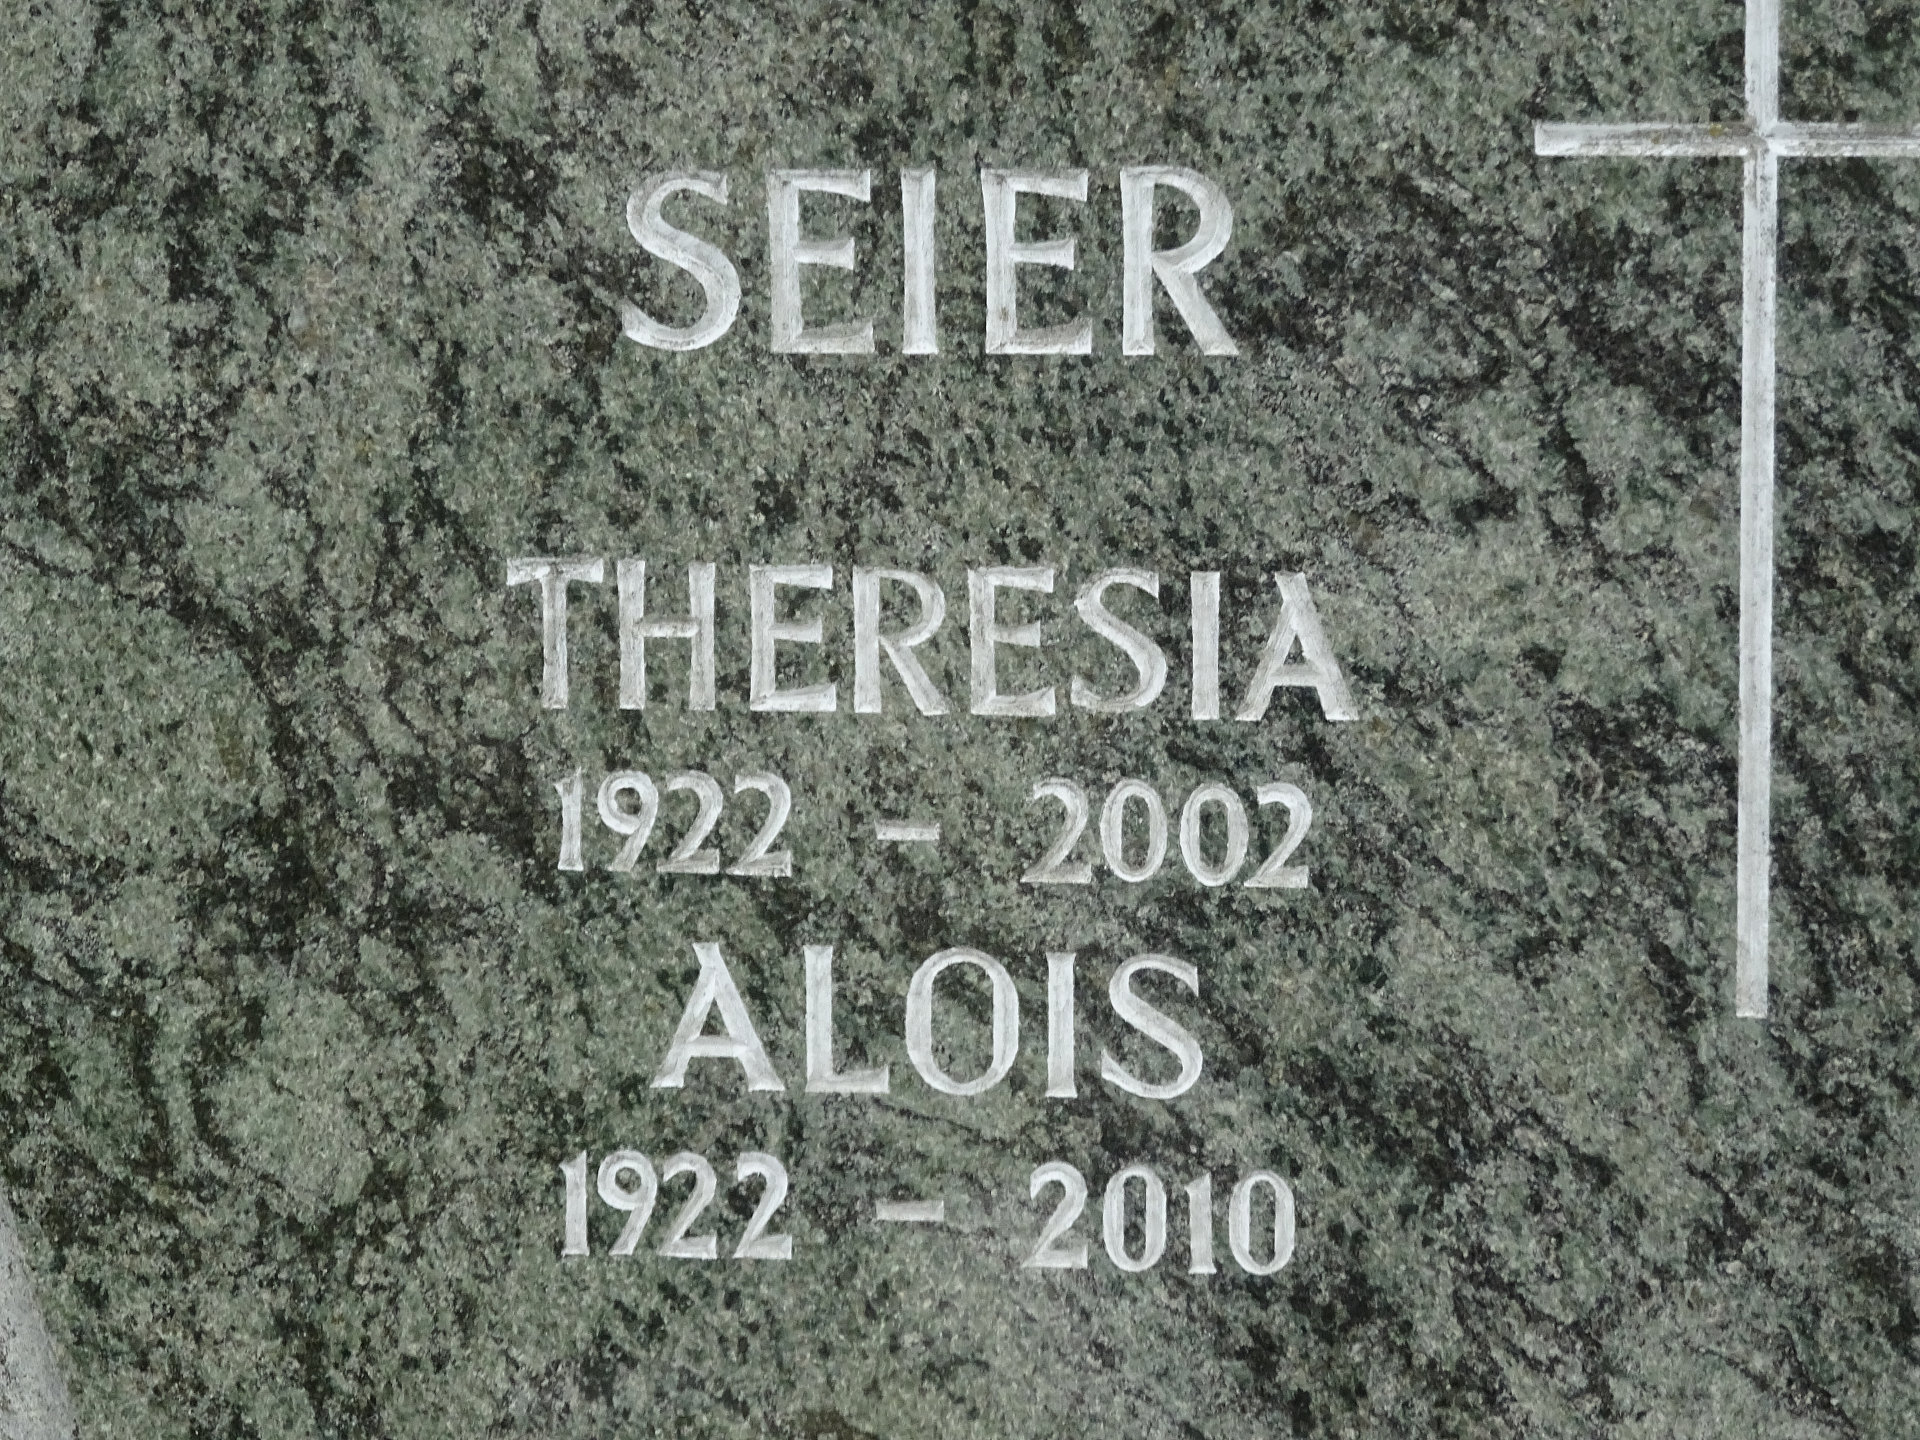 SEIER
THERESIA
1922 – 2002
ALOIS
1922 – 2010